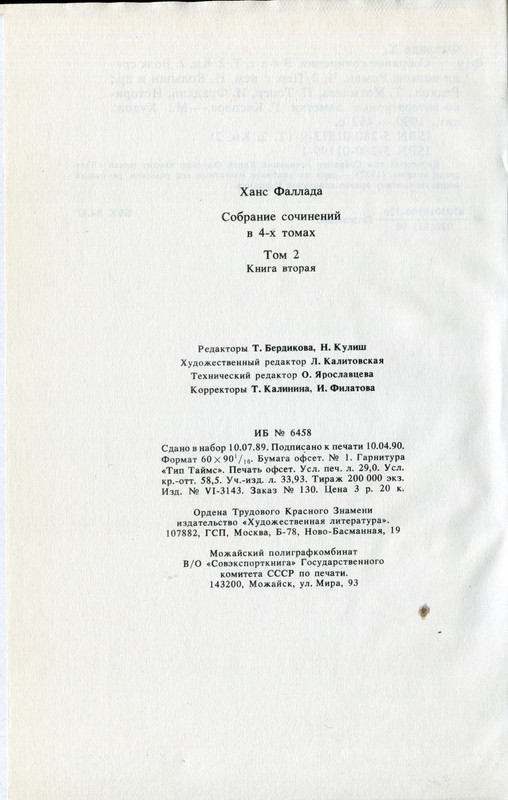 Ханс Фаллада
Собрание сочинений
в 4-х томах
Том 2
Книга вторая
Редакторы Т. Бердикова, Н. Кулиш
Художественный редактор Л. Калитовская
Технический редактор О. Ярославцева
Корректоры Т. Калинина, И. Филатова
ИБ № 6458
Сдано в набор 10.07.89. Подписано к печати 10.04.90.
Формат 60×90¹/₁₆. Бумага офсет. № 1. Гарнитура
«Тип Таймс». Печать офсет. Усл. печ. л. 29,0. Усл.
кр.-отт. 58,5. Уч.-изд. л. 33,93. Тираж 200 000 экз.
Изд. № VI-3143. Заказ № 130. Цена 3 р. 20 к.
Ордена Трудового Красного Знамени
издательство «Художественная литература».
107882, ГСП, Москва, Б-78, Ново-Басманная, 19
Можайский полиграфкомбинат
В/О «Совэкспорткнига» Государственного
комитета СССР по печати.
143200, Можайск, ул. Мира, 93